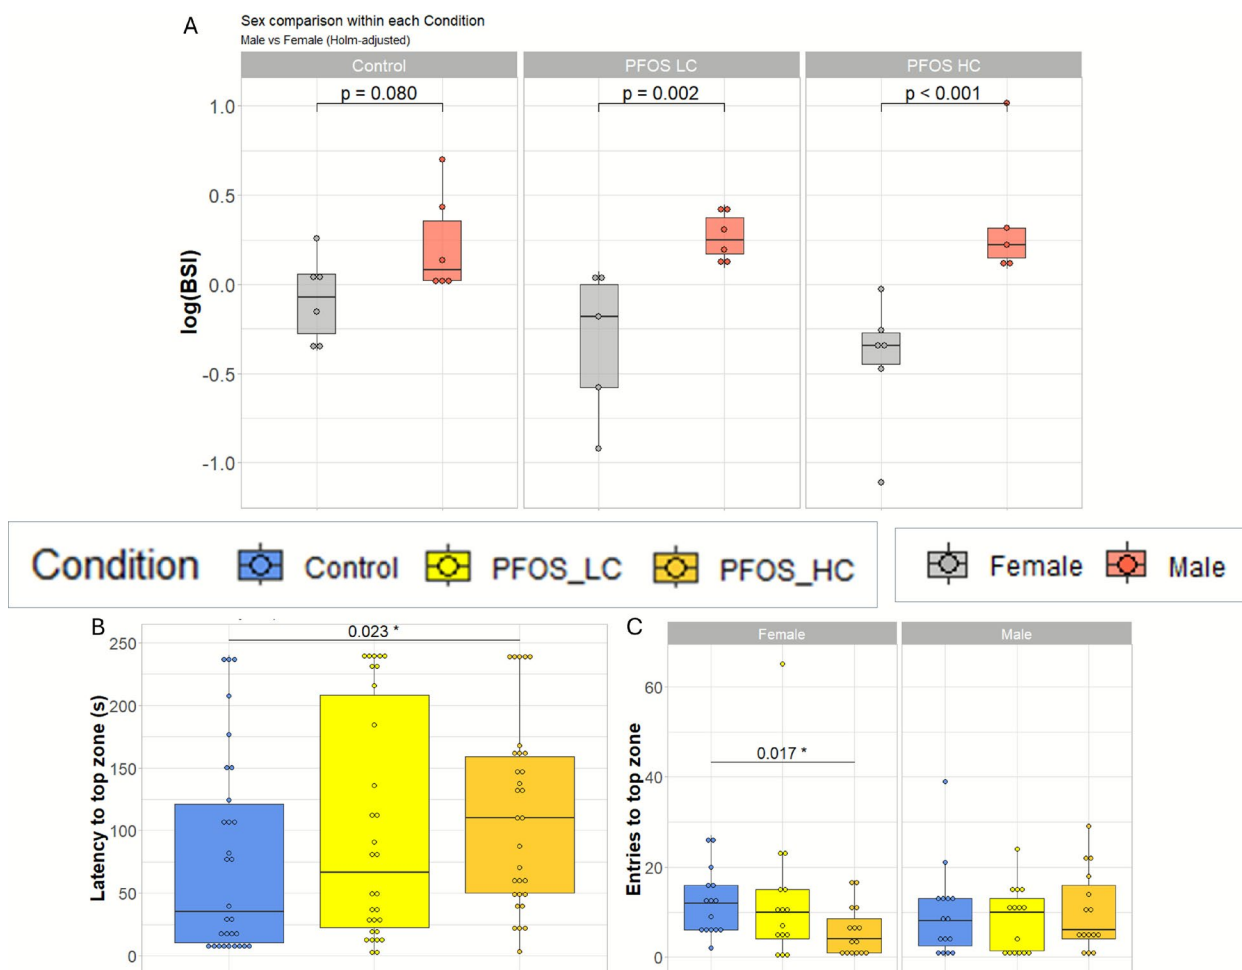 A
Sex comparison within each Condition
Male vs Female (Holm-adjusted)
Control
PFOS LC
PFOS HC
p = 0.080
p = 0.002
p < 0.001
1.0
0.5
0.0
-0.5
-1.0
log(BSI)
Condition
Control
PFOS_LC
PFOS_HC
Female
Male
B
0.023 *
250
200
150
100
50
0
Latency to top zone (s)
C
Female
Male
0.017 *
60
40
20
0
Entries to top zone